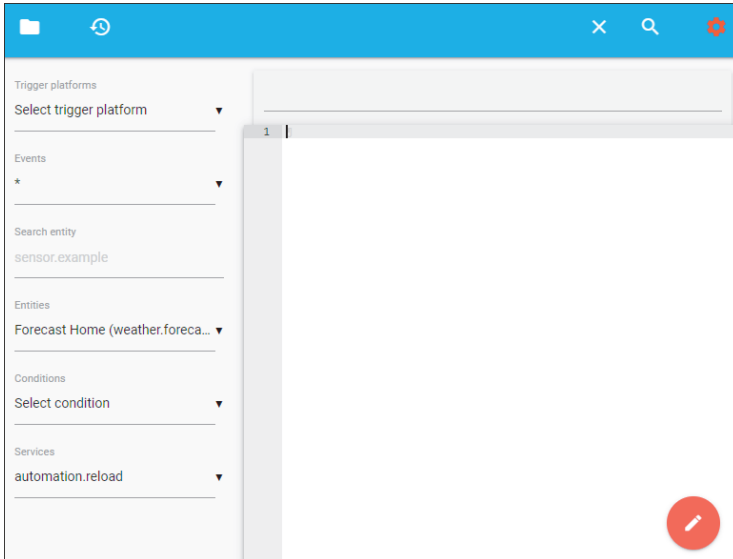 Trigger platforms
Select trigger platform
Events
*
Search entity
sensor.example
Entities
Forecast Home (weather.foreca...
Conditions
Select condition
Services
automation.reload
1